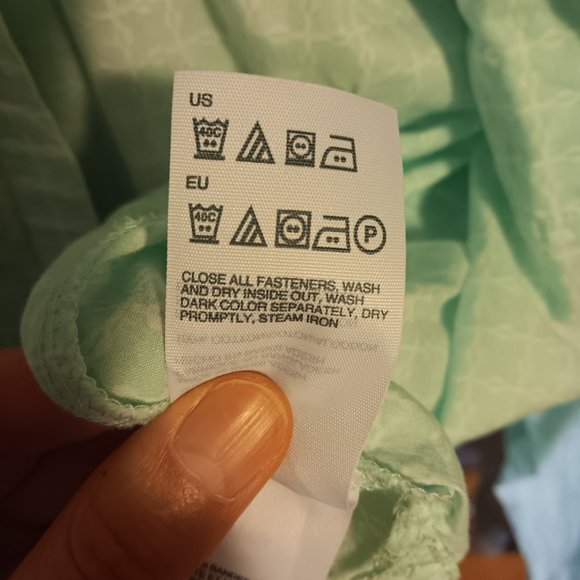 US
40C
EU
40C
P
CLOSE ALL FASTENERS, WASH
AND DRY INSIDE OUT, WASH
DARK COLOR SEPARATELY, DRY
PROMPTLY, STEAM IRON